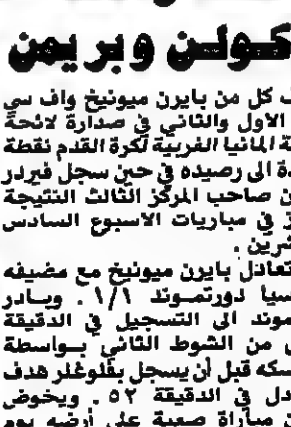 كولن وبريمن
كل من بايرن ميونيخ واف سي
الاول والثاني في صدارة لائحة
المانيا الغربية لكرة القدم نقطة
الى رصيده في حين سجل فيردر
صاحب المركز الثالث النتيجة
في مباريات الاسبوع السادس
تعادل بايرن ميونيخ مع مضيفه
دورتموند ١/١ . وبادر
الى التسجيل في الدقيقة
من الشوط الثاني بواسطة
قبل أن يسجل بفلوغلر هدف
في الدقيقة ٥٢ . ويخوض
مباراة صعبة على أرضه يوم